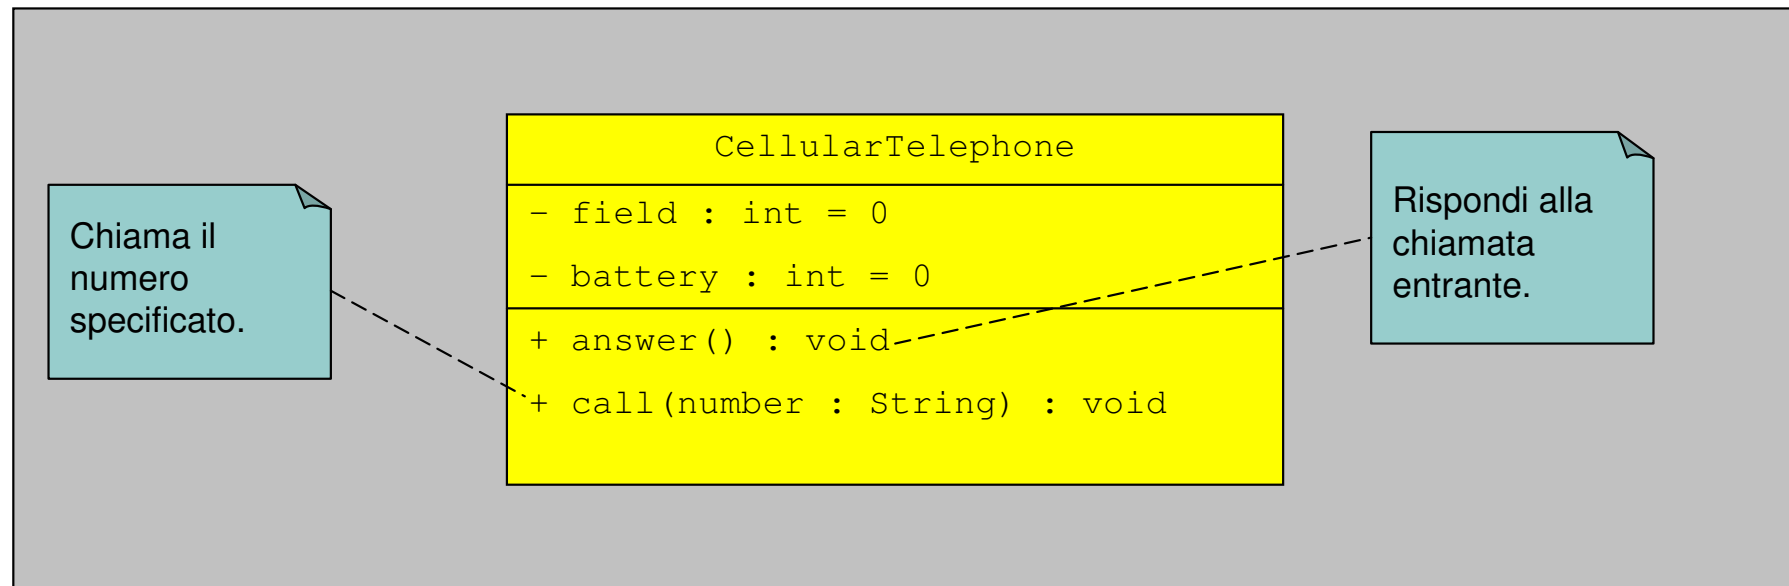 CellularTelephone
- field : int = 0
- battery : int = 0
+ answer() : void
+ call(number : String) : void
Chiama il
numero
specificato.
Rispondi alla
chiamata
entrante.